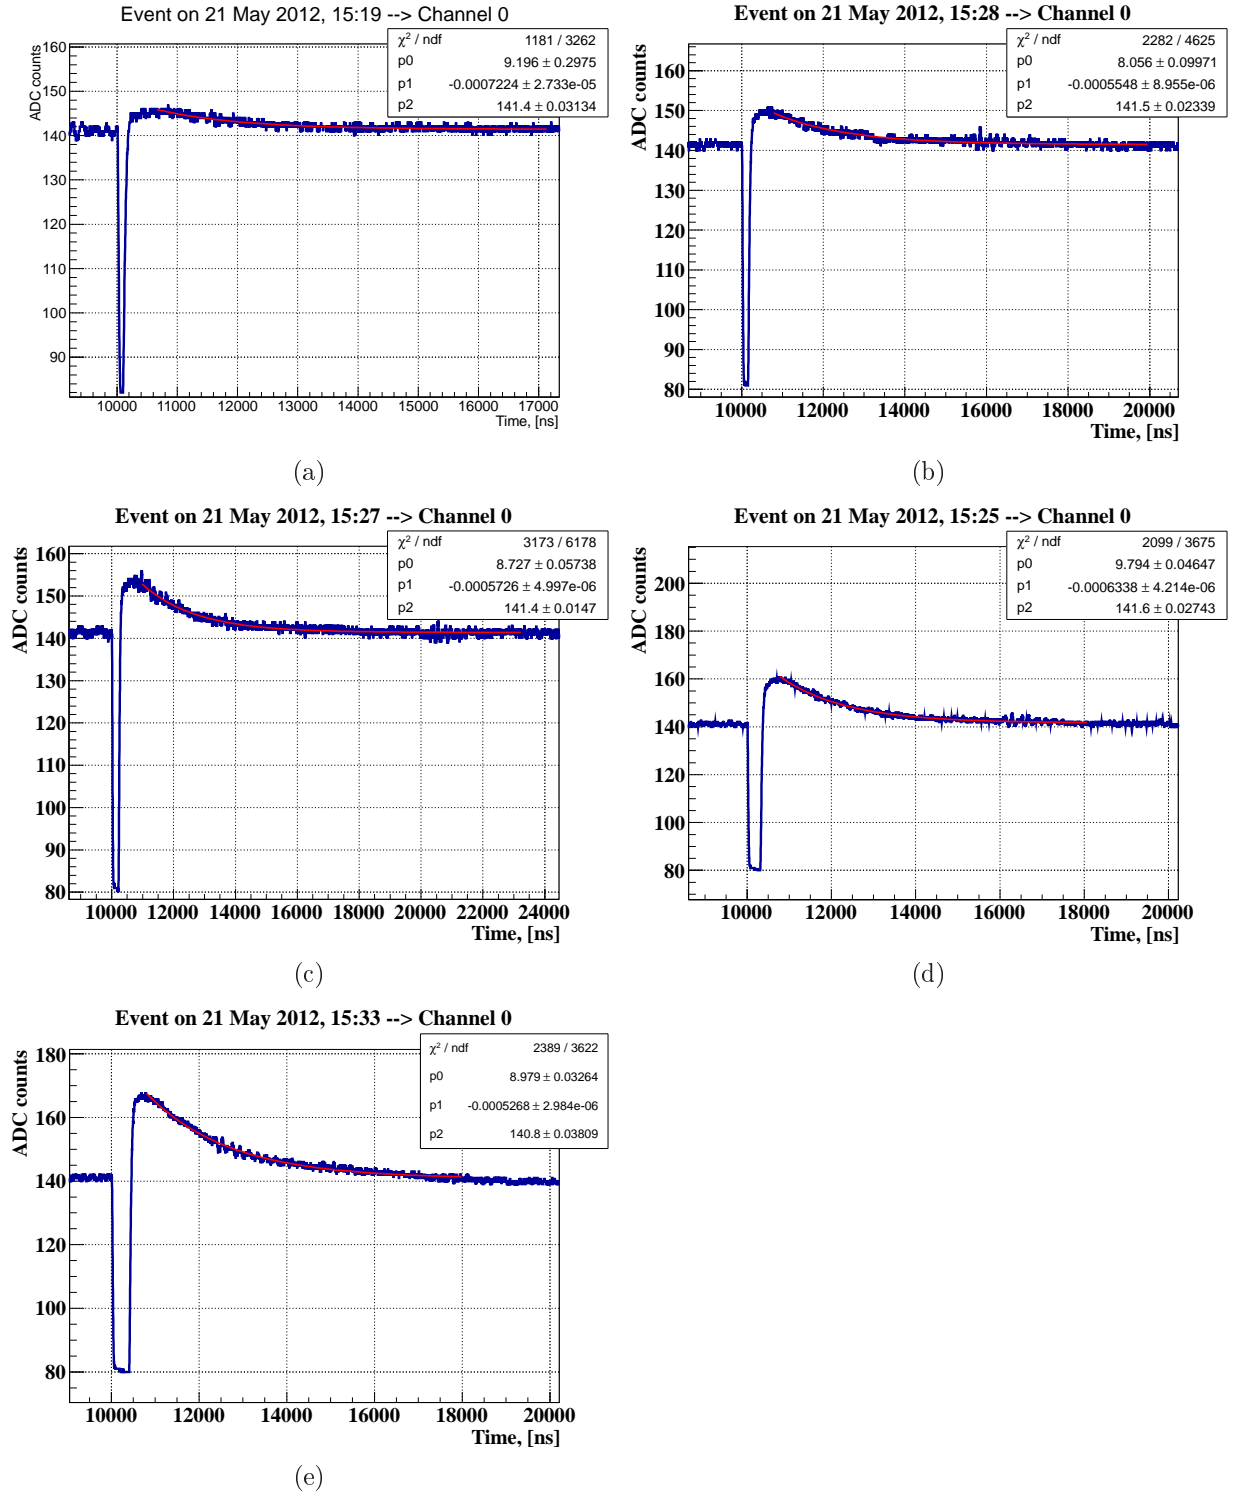 Event on 21 May 2012, 15:19 --> Channel 0
χ² / ndf 1181 / 3262
p0 9.196 ± 0.2975
p1 -0.0007224 ± 2.733e-05
p2 141.4 ± 0.03134
ADC counts
160
150
140
130
120
110
100
90
10000 11000 12000 13000 14000 15000 16000 17000
Time, [ns]
(a)
Event on 21 May 2012, 15:28 --> Channel 0
χ² / ndf 2282 / 4625
p0 8.056 ± 0.09971
p1 -0.0005548 ± 8.955e-06
p2 141.5 ± 0.02339
ADC counts
160
150
140
130
120
110
100
90
80
10000 12000 14000 16000 18000 20000
Time, [ns]
(b)
Event on 21 May 2012, 15:27 --> Channel 0
χ² / ndf 3173 / 6178
p0 8.727 ± 0.05738
p1 -0.0005726 ± 4.997e-06
p2 141.4 ± 0.0147
ADC counts
160
150
140
130
120
110
100
90
80
10000 12000 14000 16000 18000 20000 22000 24000
Time, [ns]
(c)
Event on 21 May 2012, 15:25 --> Channel 0
χ² / ndf 2099 / 3675
p0 9.794 ± 0.04647
p1 -0.0006338 ± 4.214e-06
p2 141.6 ± 0.02743
ADC counts
200
180
160
140
120
100
80
10000 12000 14000 16000 18000 20000
Time, [ns]
(d)
Event on 21 May 2012, 15:33 --> Channel 0
χ² / ndf 2389 / 3622
p0 8.979 ± 0.03264
p1 -0.0005268 ± 2.984e-06
p2 140.8 ± 0.03809
ADC counts
180
160
140
120
100
80
10000 12000 14000 16000 18000 20000
Time, [ns]
(e)